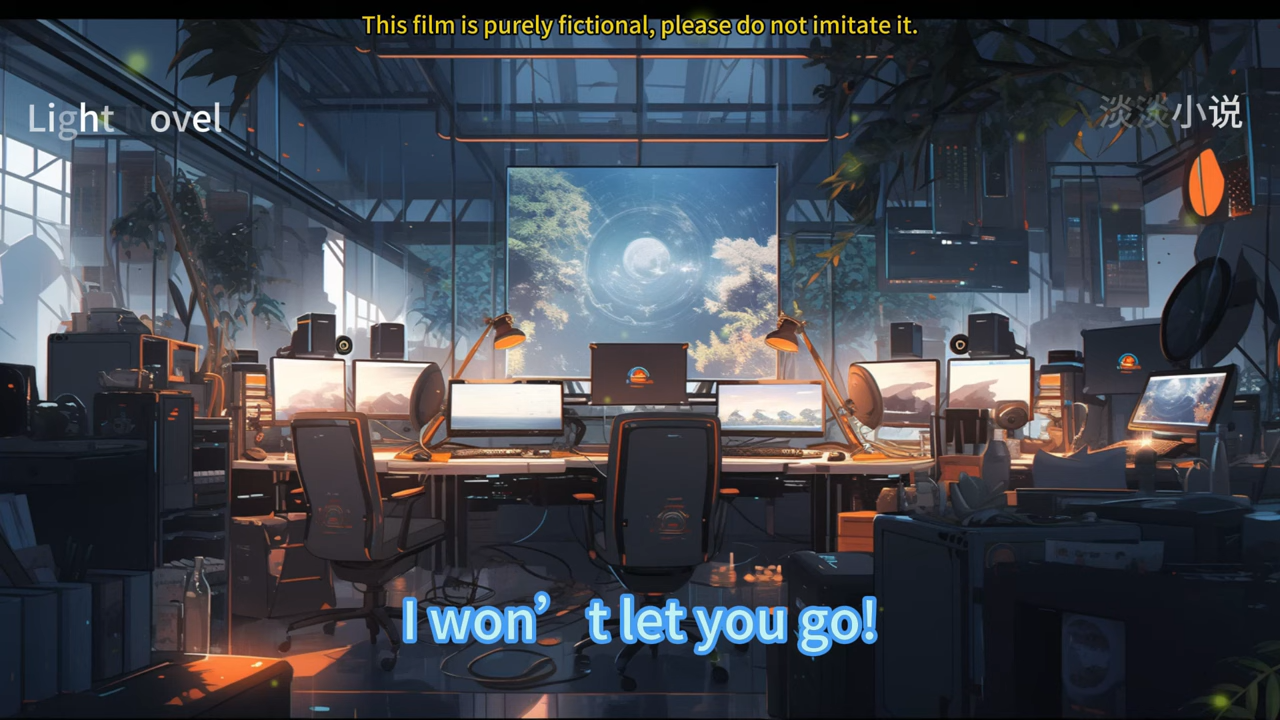 This film is purely fictional, please do not imitate it.
Light Novel
淡淡小说
I won’t let you go!